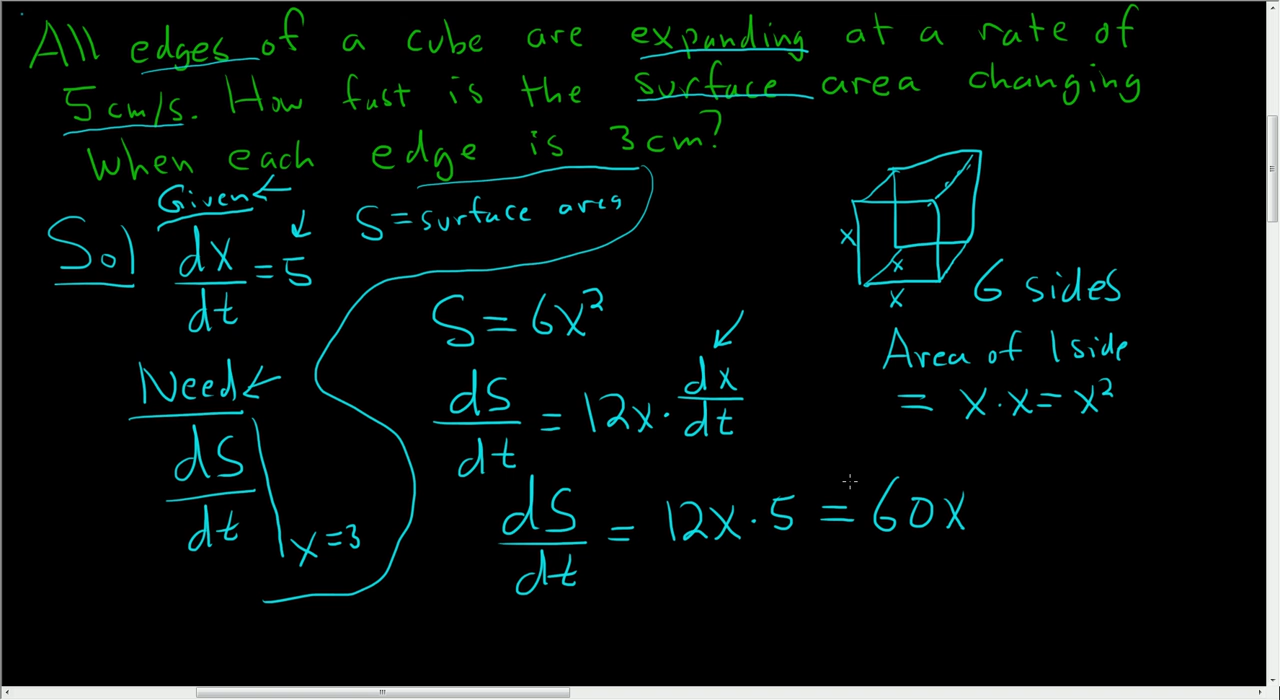 All edges of a cube are expanding at a rate of
5 cm/s. How fast is the surface area changing
when each edge is 3cm?
Given
Sol
dx/dt = 5
S = surface area
Need
dS/dt | x=3
S = 6x²
dS/dt = 12x · dx/dt
dS/dt = 12x · 5 = 60x
x
x
x
6 sides
Area of 1 side
= x · x = x²